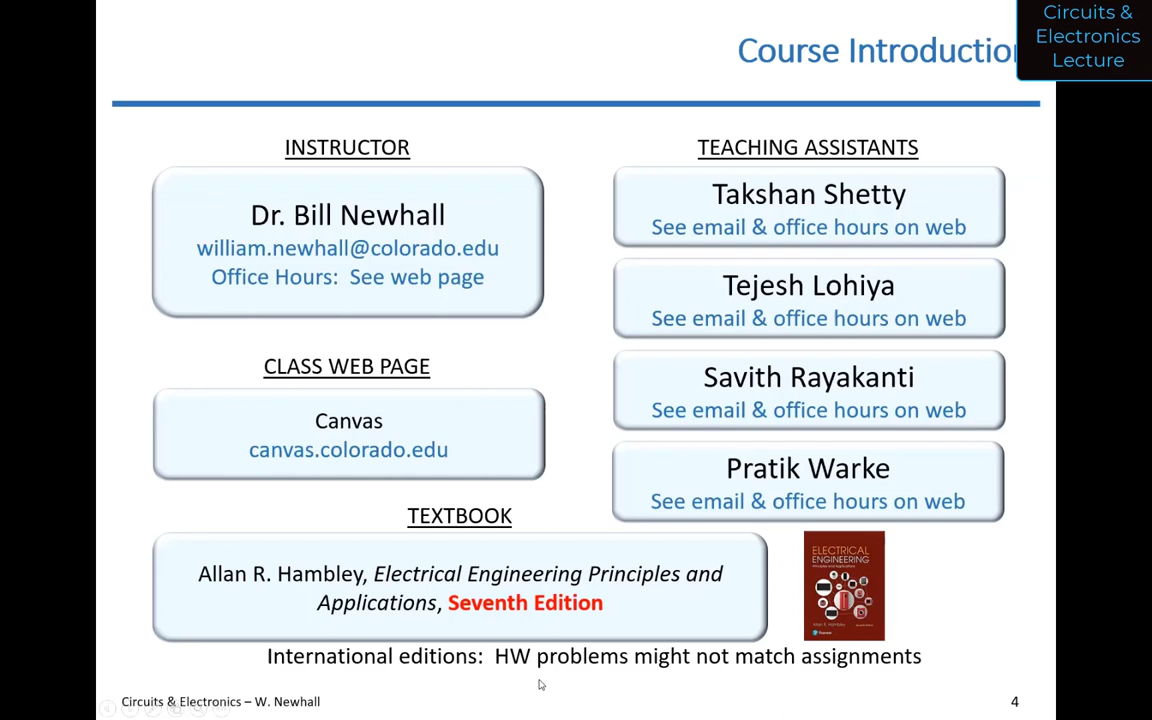 Circuits &
Electronics
Lecture
Course Introduction
INSTRUCTOR
Dr. Bill Newhall
william.newhall@colorado.edu
Office Hours: See web page
CLASS WEB PAGE
Canvas
canvas.colorado.edu
TEACHING ASSISTANTS
Takshan Shetty
See email & office hours on web
Tejesh Lohiya
See email & office hours on web
Savith Rayakanti
See email & office hours on web
Pratik Warke
See email & office hours on web
TEXTBOOK
Allan R. Hambley, Electrical Engineering Principles and
Applications, Seventh Edition
ELECTRICAL
ENGINEERING
Principles and Applications
International editions: HW problems might not match assignments
Circuits & Electronics – W. Newhall
4